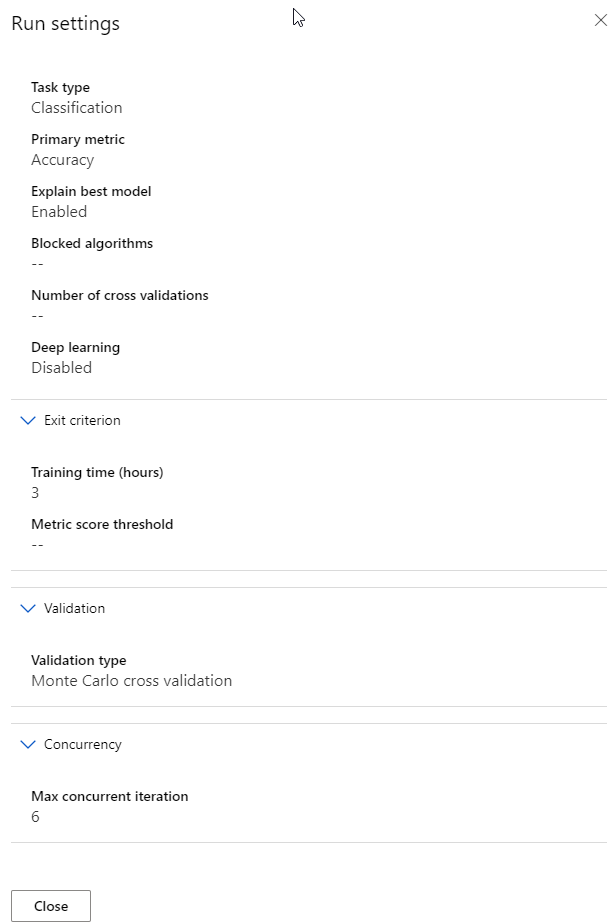 Run settings
Task type
Classification
Primary metric
Accuracy
Explain best model
Enabled
Blocked algorithms
--
Number of cross validations
--
Deep learning
Disabled
Exit criterion
Training time (hours)
3
Metric score threshold
--
Validation
Validation type
Monte Carlo cross validation
Concurrency
Max concurrent iteration
6
Close